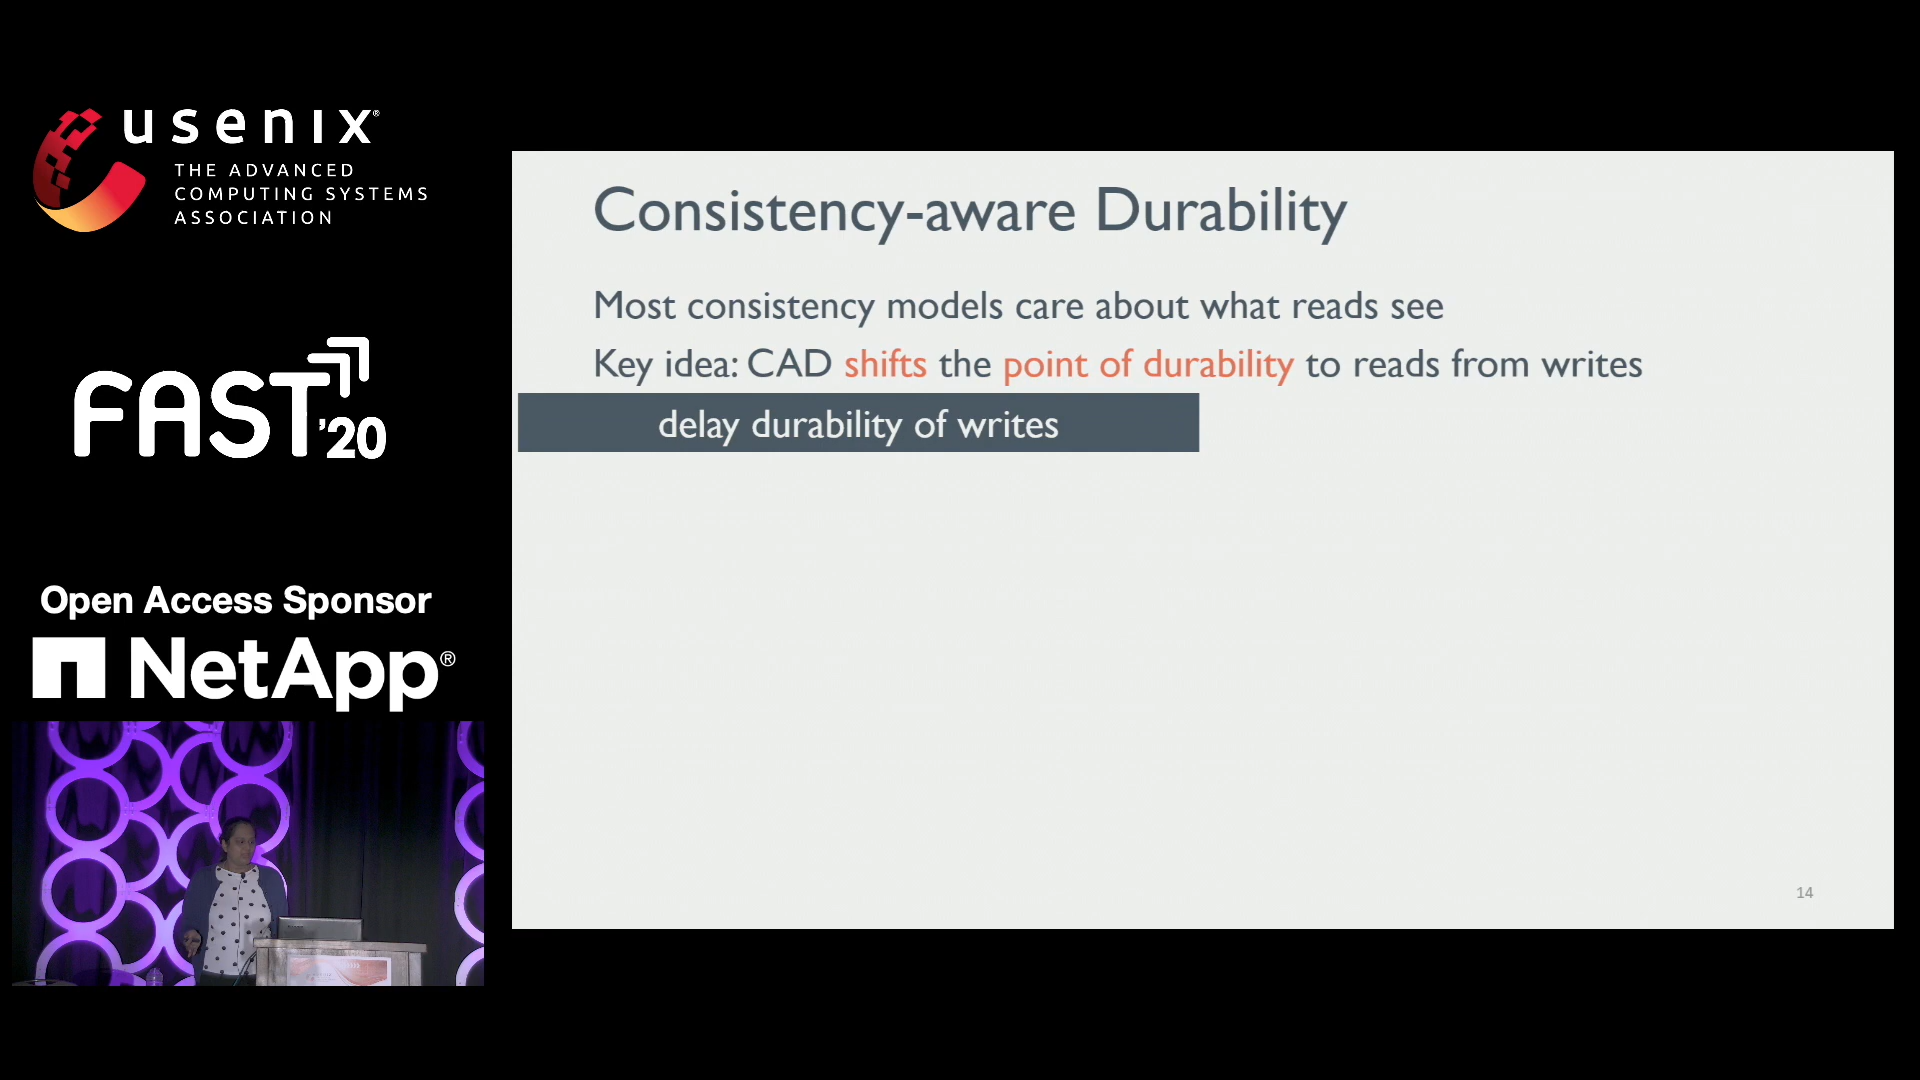 usenix®
THE ADVANCED
COMPUTING SYSTEMS
ASSOCIATION
FAST '20
Open Access Sponsor
NetApp®
Consistency-aware Durability
Most consistency models care about what reads see
Key idea: CAD shifts the point of durability to reads from writes
delay durability of writes
14